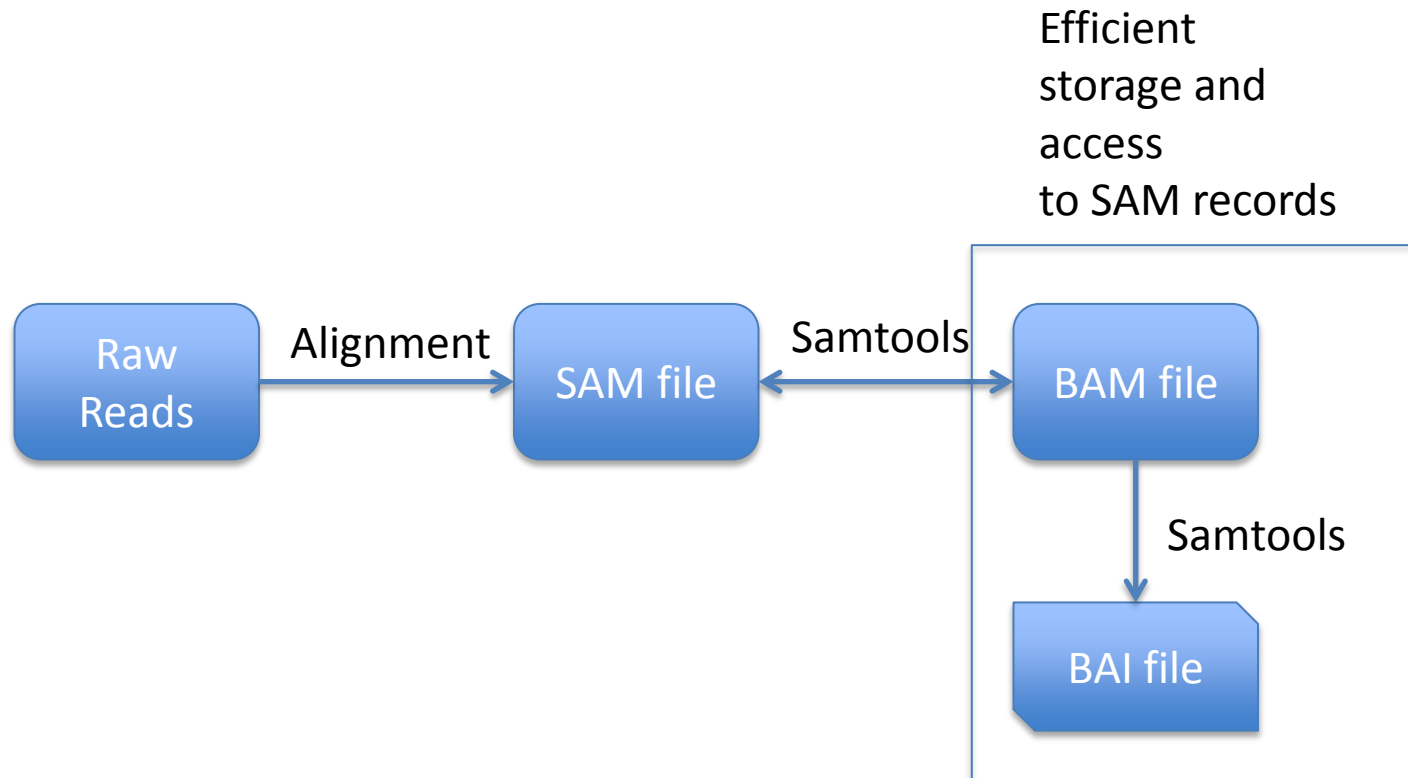 Efficient
storage and
access
to SAM records
Raw
Reads
Alignment
SAM file
Samtools
BAM file
Samtools
BAI file